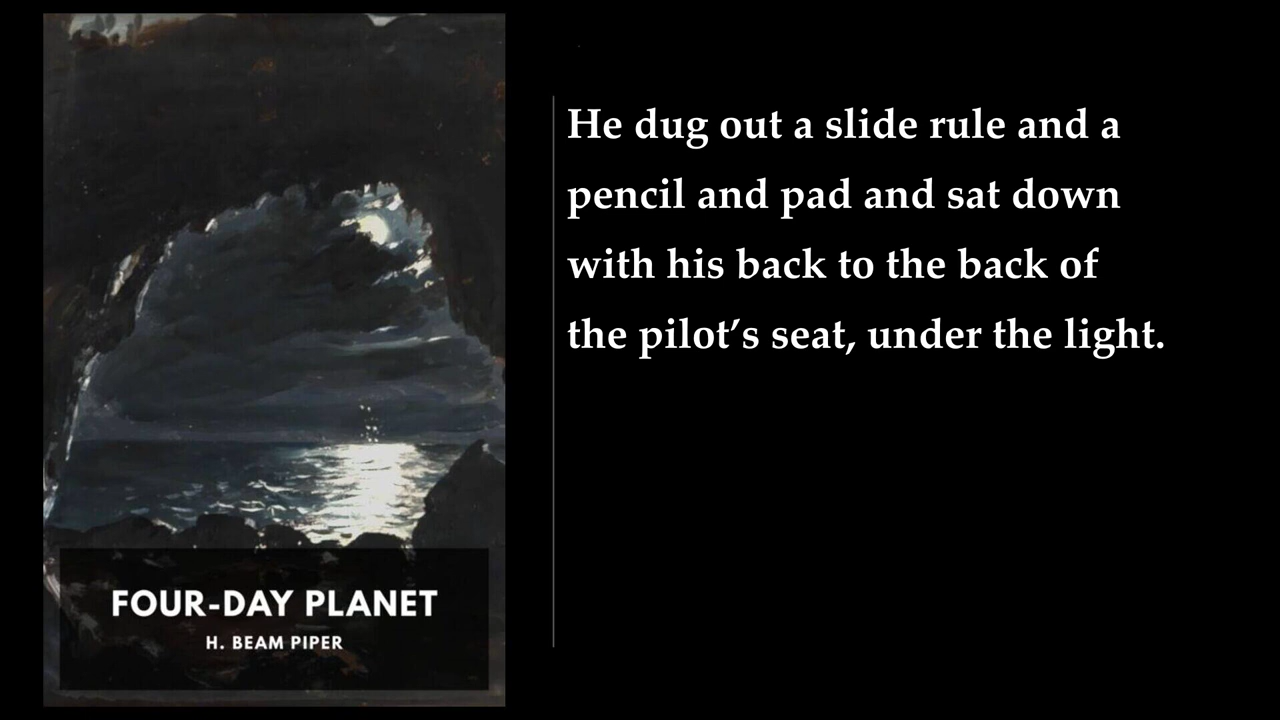 FOUR-DAY PLANET
H. BEAM PIPER
He dug out a slide rule and a
pencil and pad and sat down
with his back to the back of
the pilot’s seat, under the light.